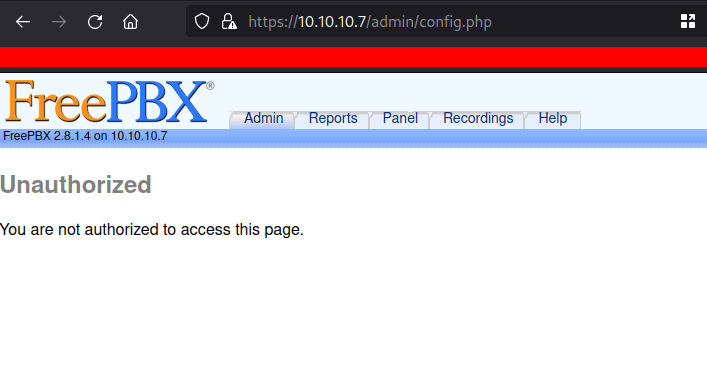 https://10.10.10.7/admin/config.php
FreePBX®
Admin Reports Panel Recordings Help
FreePBX 2.8.1.4 on 10.10.10.7
Unauthorized
You are not authorized to access this page.